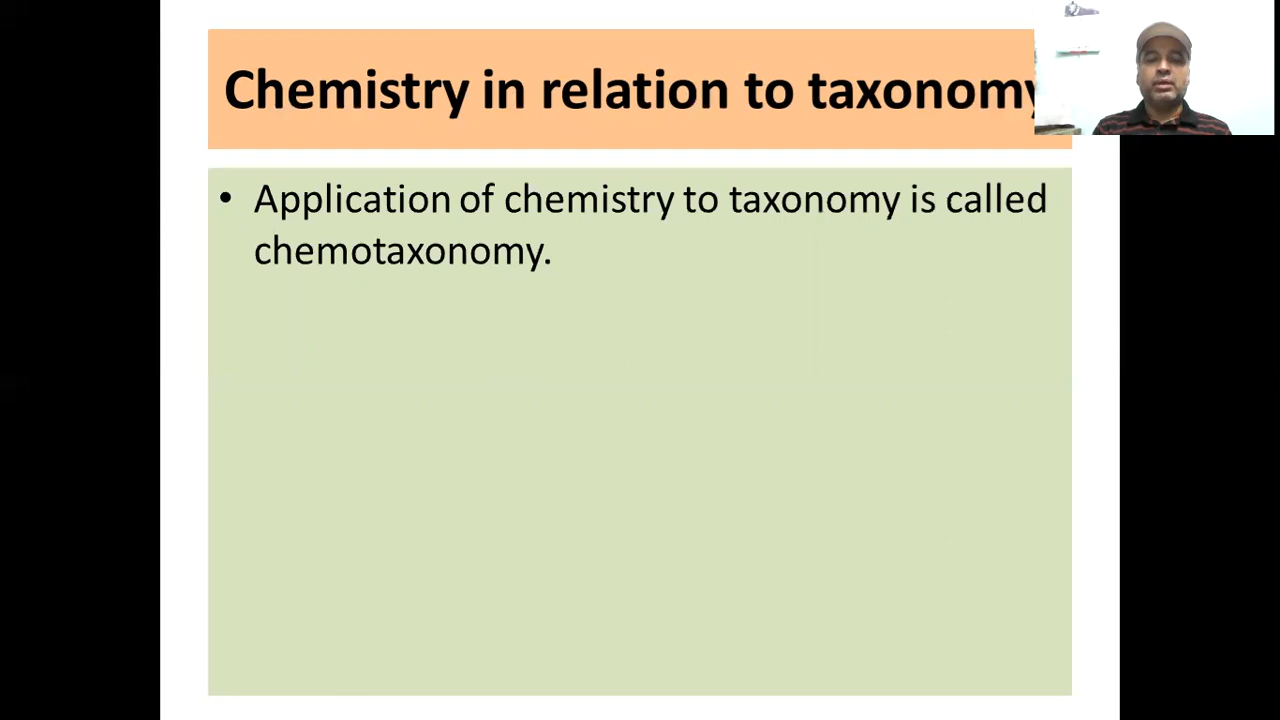 Chemistry in relation to taxonomy
• Application of chemistry to taxonomy is called
chemotaxonomy.